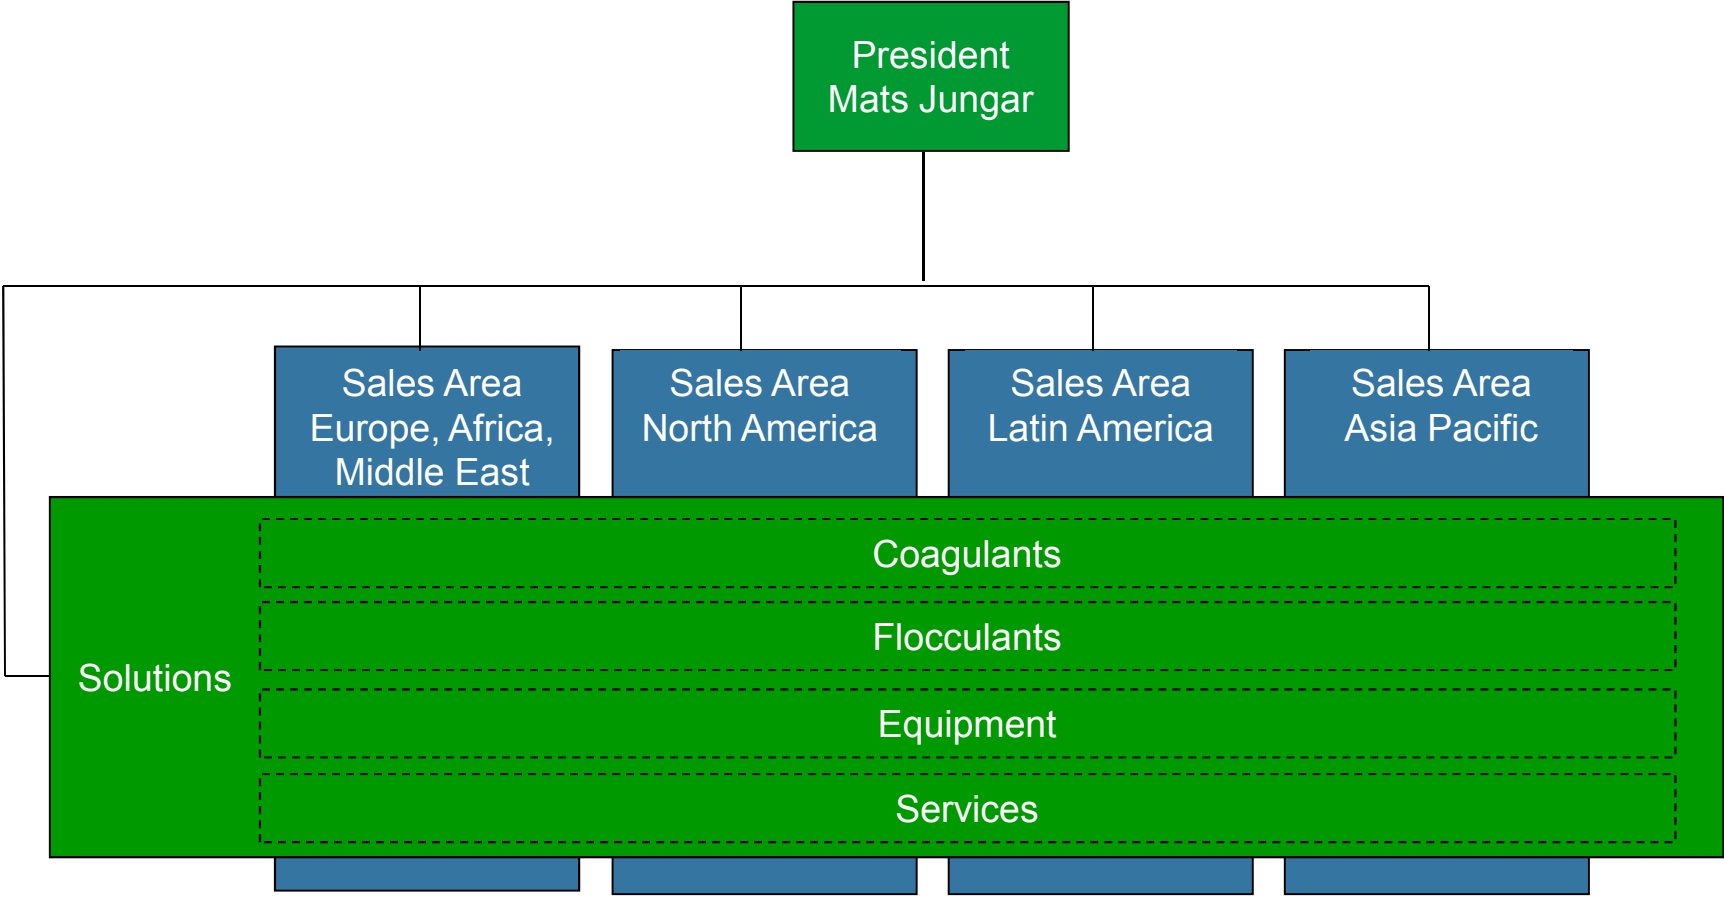 President
Mats Jungar
Sales Area
Europe, Africa,
Middle East
Sales Area
North America
Sales Area
Latin America
Sales Area
Asia Pacific
Solutions
Coagulants
Flocculants
Equipment
Services